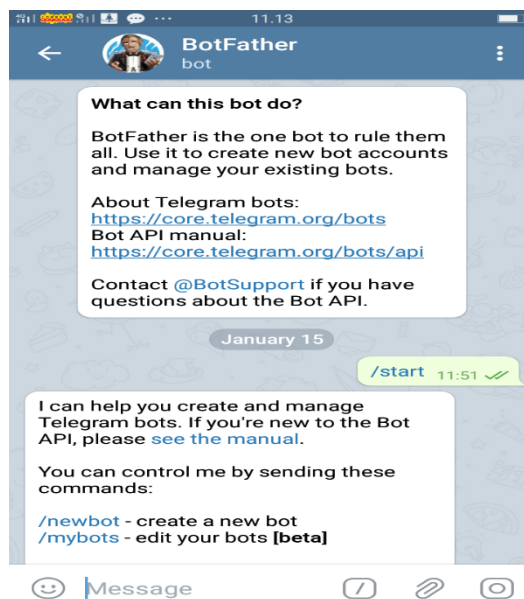 11.13
BotFather
bot
What can this bot do?
BotFather is the one bot to rule them
all. Use it to create new bot accounts
and manage your existing bots.
About Telegram bots:
https://core.telegram.org/bots
Bot API manual:
https://core.telegram.org/bots/api
Contact @BotSupport if you have
questions about the Bot API.
January 15
/start 11:51
I can help you create and manage
Telegram bots. If you're new to the Bot
API, please see the manual.
You can control me by sending these
commands:
/newbot - create a new bot
/mybots - edit your bots [beta]
Message